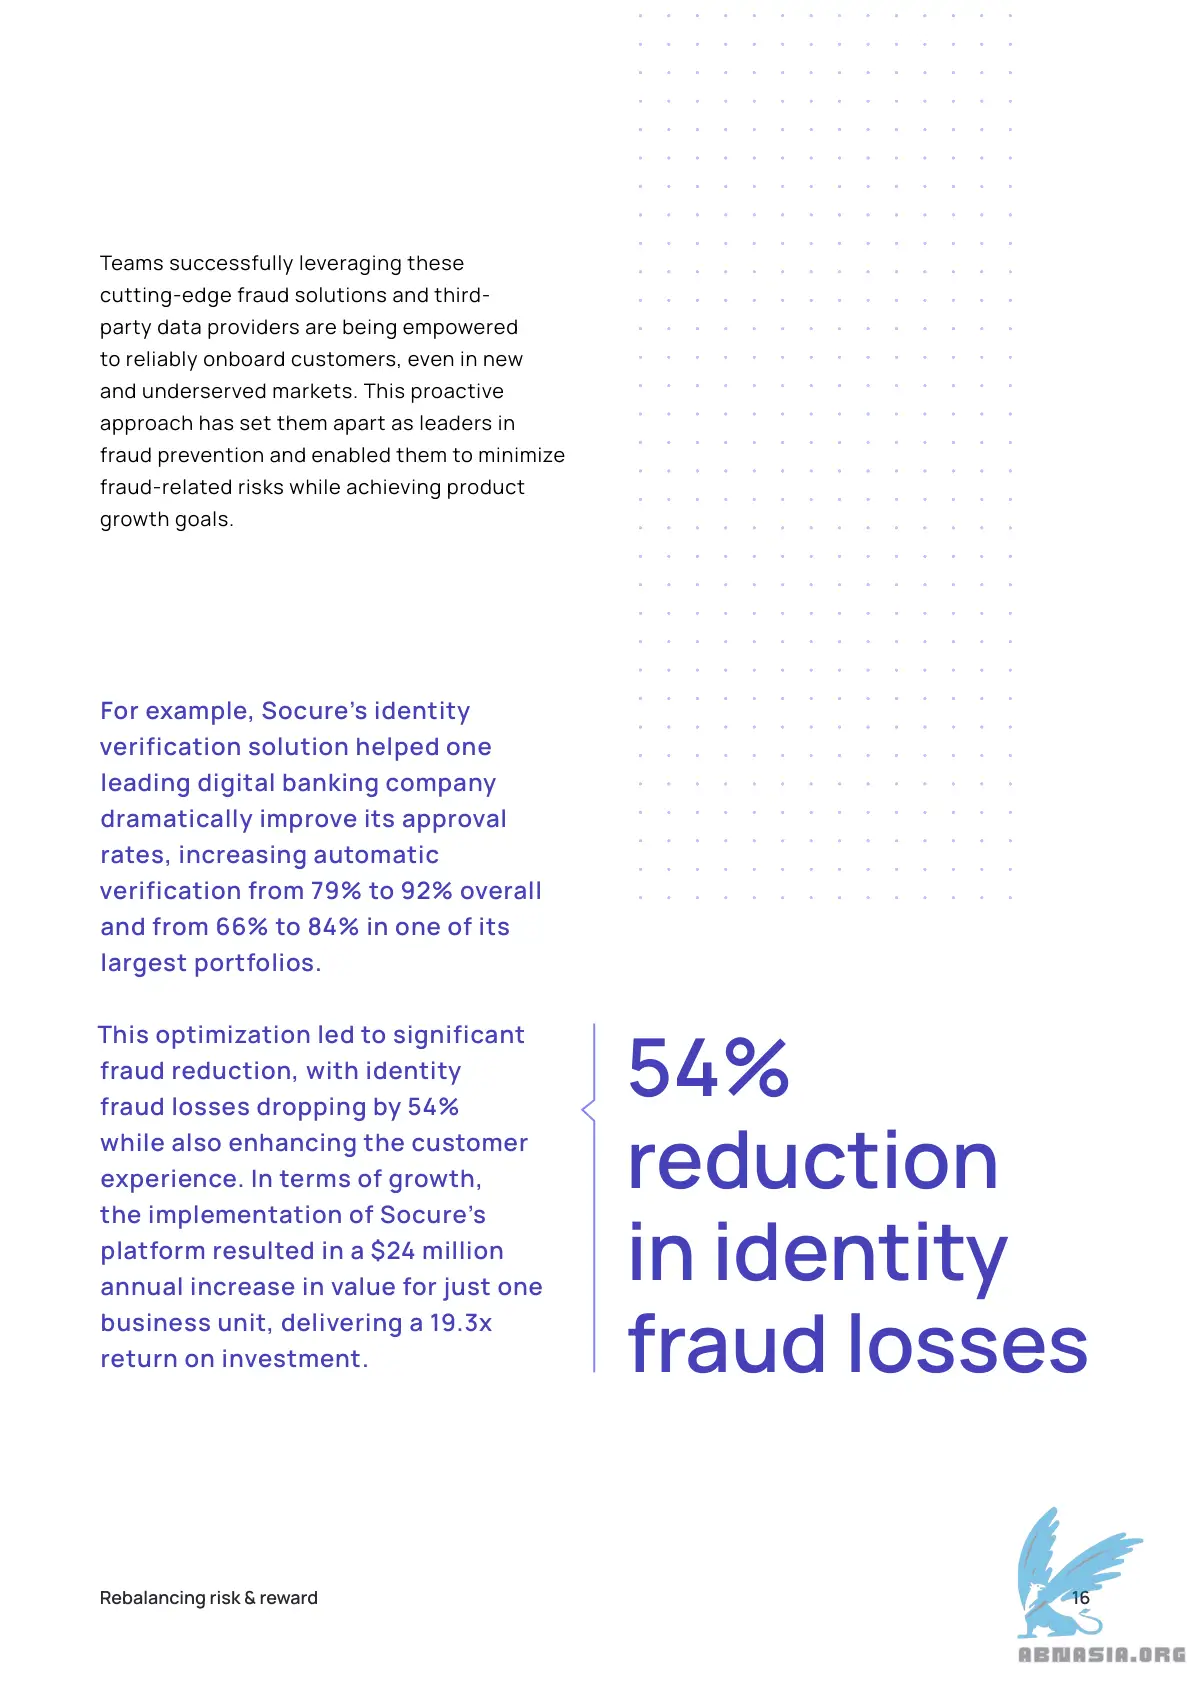 Teams successfully leveraging these
cutting-edge fraud solutions and third-
party data providers are being empowered
to reliably onboard customers, even in new
and underserved markets. This proactive
approach has set them apart as leaders in
fraud prevention and enabled them to minimize
fraud-related risks while achieving product
growth goals.
For example, Socure’s identity
verification solution helped one
leading digital banking company
dramatically improve its approval
rates, increasing automatic
verification from 79% to 92% overall
and from 66% to 84% in one of its
largest portfolios.
This optimization led to significant
fraud reduction, with identity
fraud losses dropping by 54%
while also enhancing the customer
experience. In terms of growth,
the implementation of Socure’s
platform resulted in a $24 million
annual increase in value for just one
business unit, delivering a 19.3x
return on investment.
54%
reduction
in identity
fraud losses
Rebalancing risk & reward
16
ABNASIA.ORG